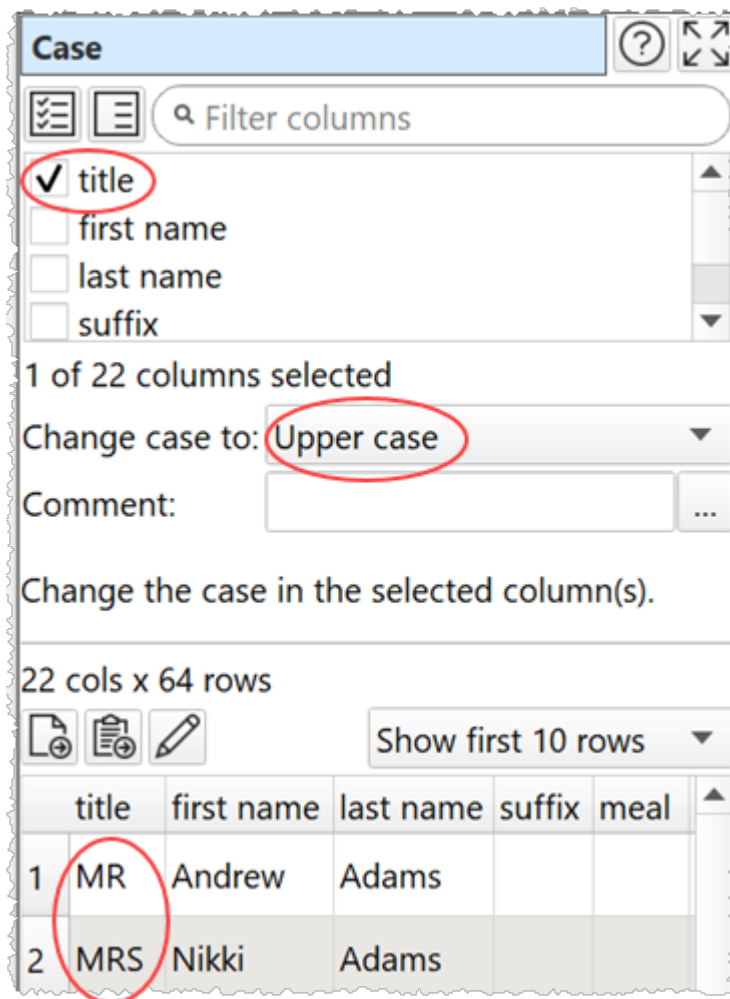 Case
Filter columns
title
first name
last name
suffix
1 of 22 columns selected
Change case to: Upper case
Comment: ...
Change the case in the selected column(s).
22 cols x 64 rows
Show first 10 rows
title first name last name suffix meal
1 MR Andrew Adams
2 MRS Nikki Adams